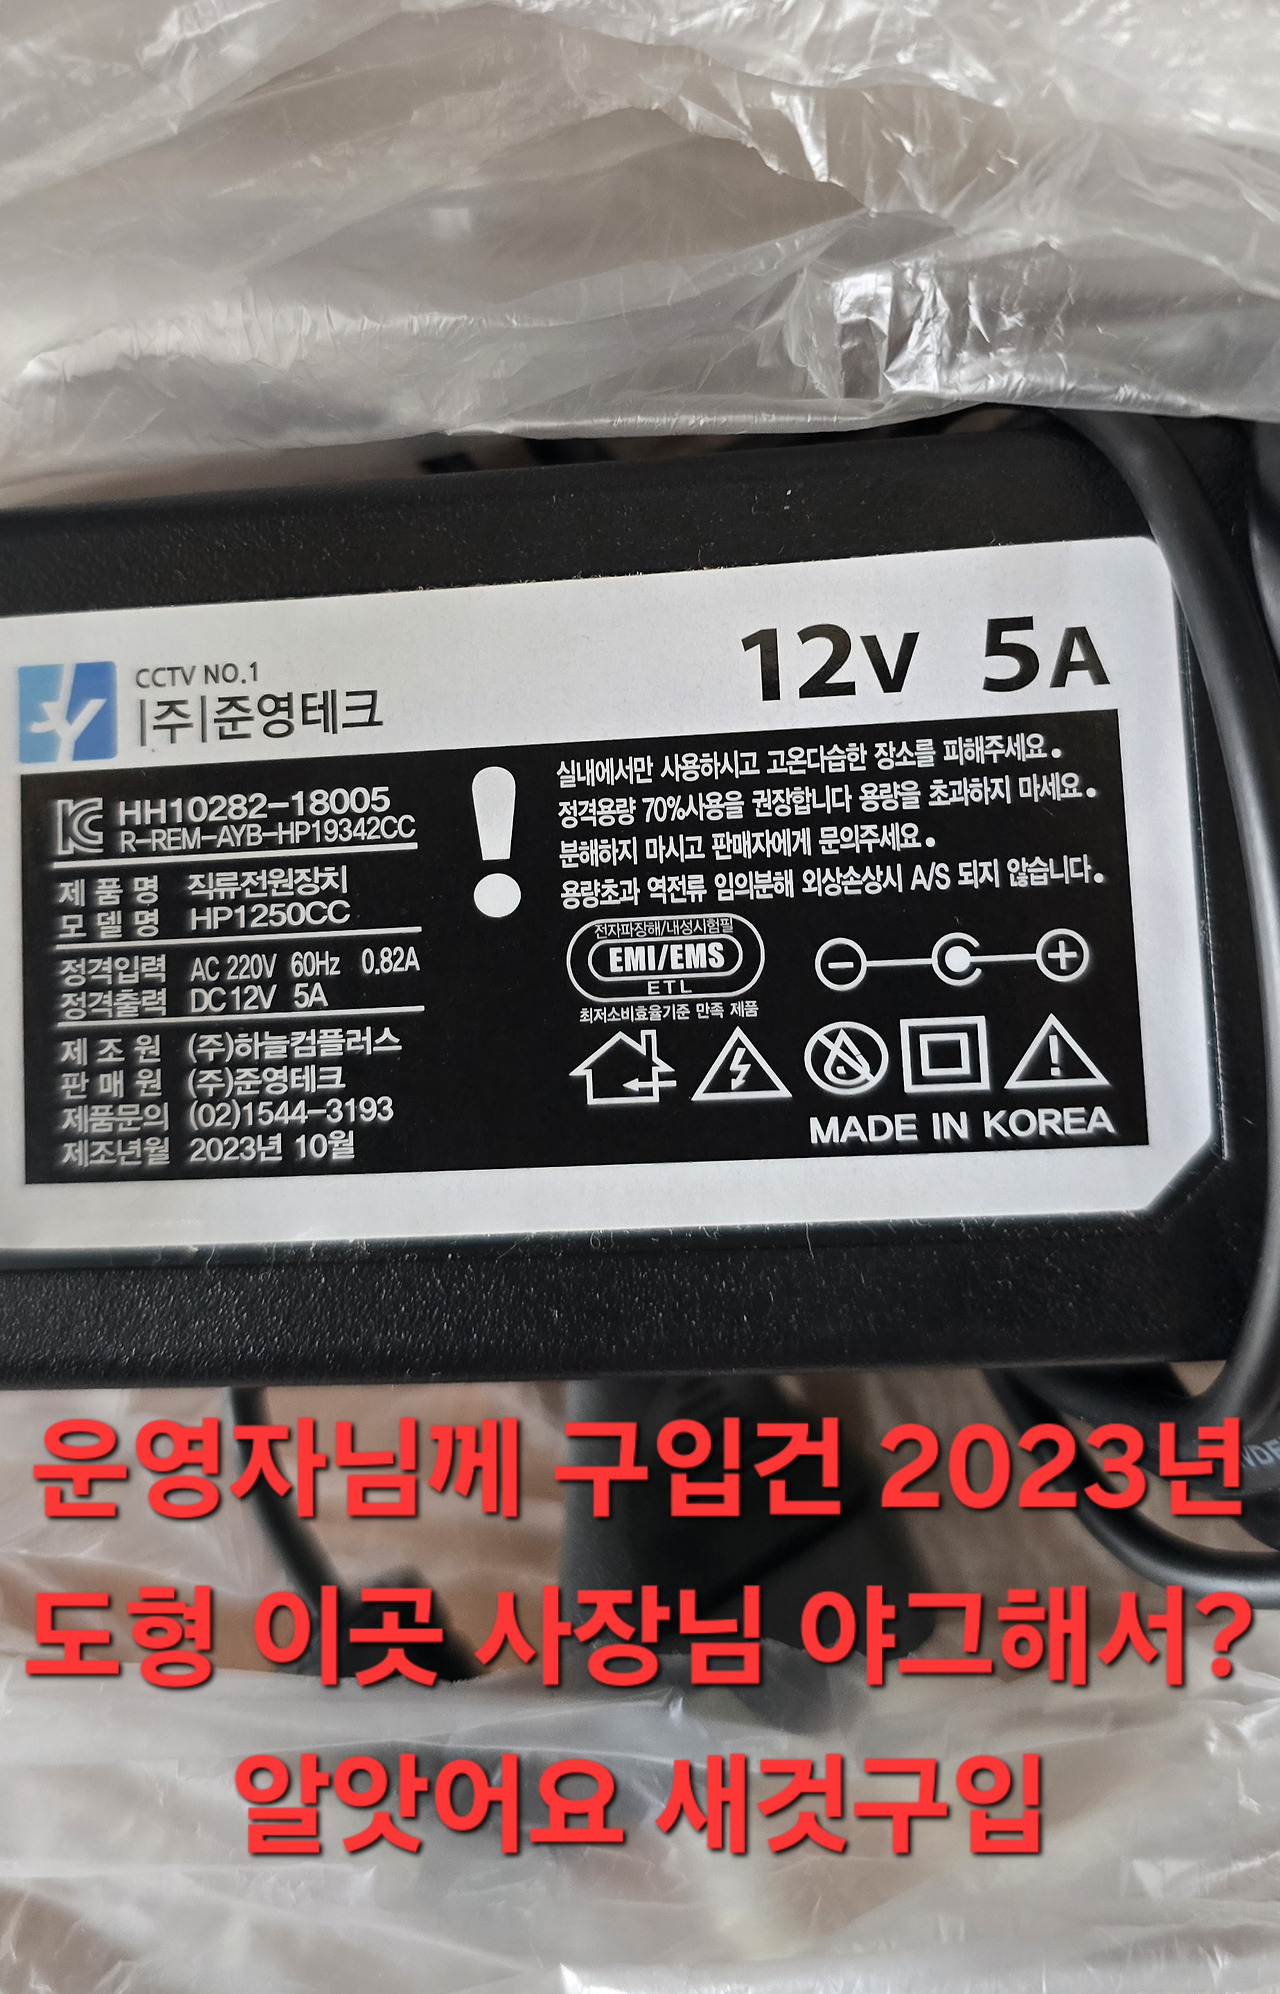 CCTV NO.1
(주)준영테크
12V 5A
HH10282-18005
R-REM-AYB-HP19342CC
제 품 명 직류전원장치
모 델 명 HP1250CC
정격입력 AC 220V 60Hz 0.82A
정격출력 DC 12V 5A
제 조 원 (주)하늘컴플러스
판 매 원 (주)준영테크
제품문의 (02)1544-3193
제조년월 2023년 10월
실내에서만 사용하시고 고온다습한 장소를 피해주세요.
정격용량 70%사용을 권장합니다 용량을 초과하지 마세요.
분해하지 마시고 판매자에게 문의주세요.
용량초과 역전류 임의분해 외상손상시 A/S 되지 않습니다.
전자파장해/내성시험필
EMI/EMS
ETL
최저소비효율기준 만족 제품
MADE IN KOREA
운영자님께 구입건 2023년
도형 이곳 사장님 야그해서?
알앗어요 새것구입